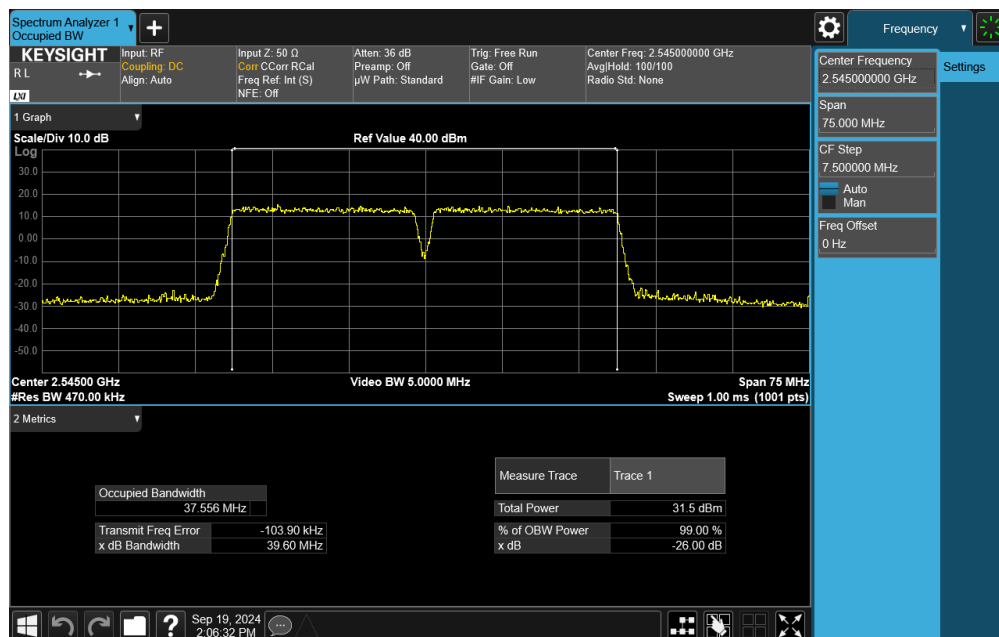 Spectrum Analyzer 1
Occupied BW
Frequency
KEYSIGHT
R L
LXI
Input: RF
Coupling: DC
Align: Auto
Input Z: 50 Ω
Corr CCorr RCal
Freq Ref: Int (S)
NFE: Off
Atten: 36 dB
Preamp: Off
µW Path: Standard
Trig: Free Run
Gate: Off
#IF Gain: Low
Center Freq: 2.545000000 GHz
Avg|Hold: 100/100
Radio Std: None
Center Frequency
2.545000000 GHz
Settings
Span
75.000 MHz
CF Step
7.500000 MHz
Auto
Man
Freq Offset
0 Hz
1 Graph
Scale/Div 10.0 dB
Ref Value 40.00 dBm
Log
30.0
20.0
10.0
0.00
-10.0
-20.0
-30.0
-40.0
-50.0
Center 2.54500 GHz
Video BW 5.0000 MHz
Span 75 MHz
#Res BW 470.00 kHz
Sweep 1.00 ms (1001 pts)
2 Metrics
Occupied Bandwidth
37.556 MHz
Transmit Freq Error -103.90 kHz
x dB Bandwidth 39.60 MHz
Measure Trace Trace 1
Total Power 31.5 dBm
% of OBW Power 99.00 %
x dB -26.00 dB
Sep 19, 2024
2:06:32 PM